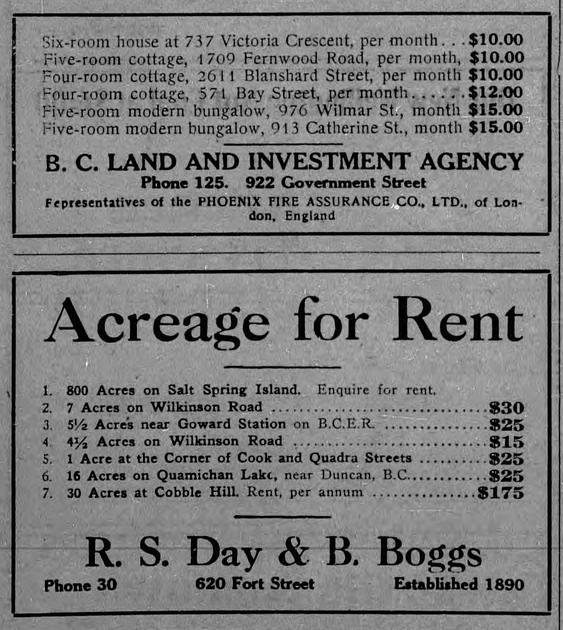 Six-room house at 737 Victoria Crescent, per month... $10.00
Five-room cottage, 1709 Fernwood Road, per month, $10.00
Four-room cottage, 2611 Blanshard Street, per month $10.00
Four-room cottage, 571 Bay Street, per month...... $12.00
Five-room modern bungalow, 976 Wilmar St., month $15.00
Five-room modern bungalow, 913 Catherine St., month $15.00
B. C. LAND AND INVESTMENT AGENCY
Phone 125. 922 Government Street
Fepresentatives of the PHOENIX FIRE ASSURANCE CO., LTD., of Lon-
don, England
Acreage for Rent
1. 800 Acres on Salt Spring Island. Enquire for rent.
2. 7 Acres on Wilkinson Road ............................ $30
3. 5½ Acres near Goward Station on B.C.E.R. ............. $25
4. 4½ Acres on Wilkinson Road ......................... $15
5. 1 Acre at the Corner of Cook and Quadra Streets ......... $25
6. 16 Acres on Quamichan Lake, near Duncan, B.C........... $25
7. 30 Acres at Cobble Hill. Rent, per annum ............... $175
R. S. Day & B. Boggs
Phone 30 620 Fort Street Established 1890